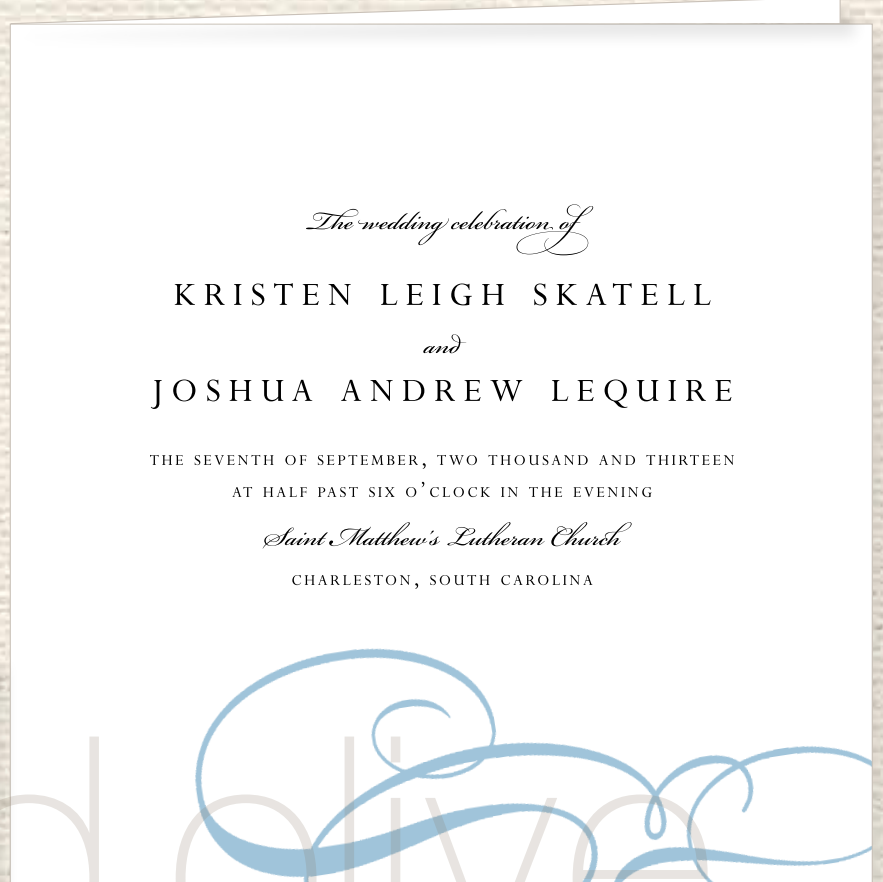 The wedding celebration of
KRISTEN LEIGH SKATELL
and
JOSHUA ANDREW LEQUIRE
THE SEVENTH OF SEPTEMBER, TWO THOUSAND AND THIRTEEN
AT HALF PAST SIX O'CLOCK IN THE EVENING
Saint Matthew's Lutheran Church
CHARLESTON, SOUTH CAROLINA